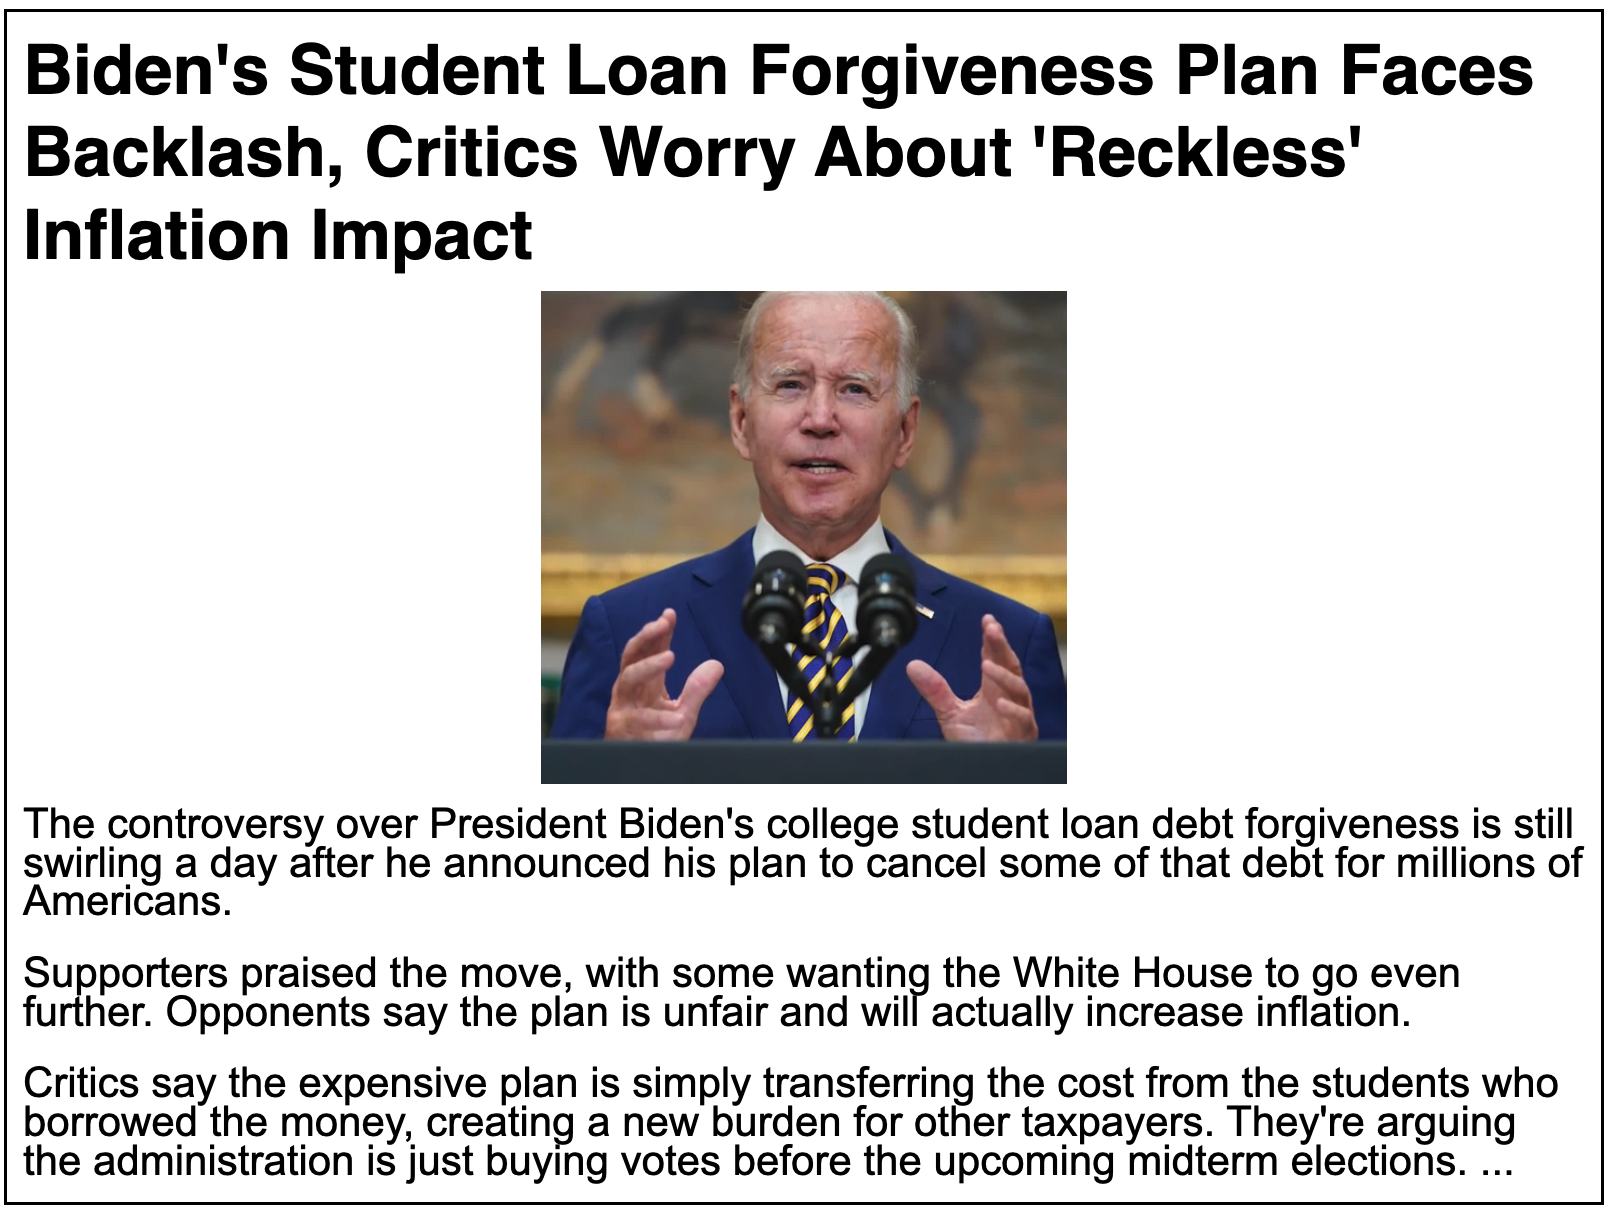 Biden's Student Loan Forgiveness Plan Faces
Backlash, Critics Worry About 'Reckless'
Inflation Impact
The controversy over President Biden's college student loan debt forgiveness is still
swirling a day after he announced his plan to cancel some of that debt for millions of
Americans.
Supporters praised the move, with some wanting the White House to go even
further. Opponents say the plan is unfair and will actually increase inflation.
Critics say the expensive plan is simply transferring the cost from the students who
borrowed the money, creating a new burden for other taxpayers. They're arguing
the administration is just buying votes before the upcoming midterm elections. ...